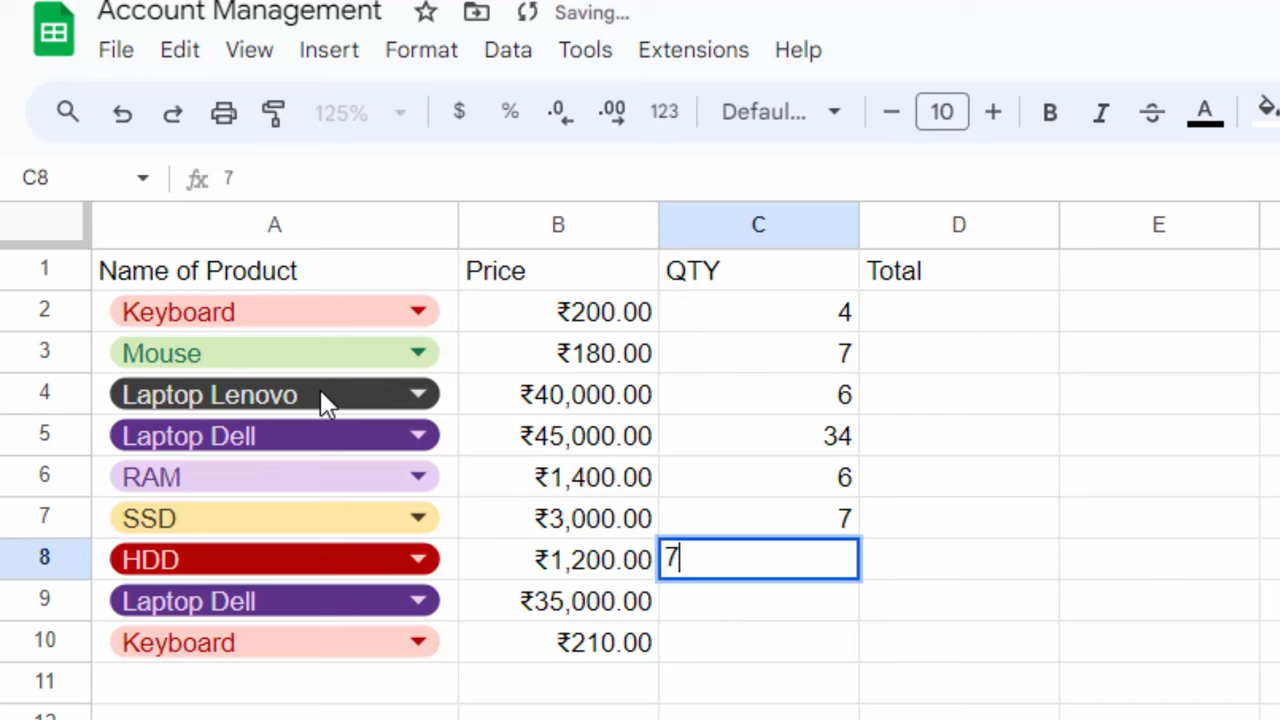 Account Management Saving...
File Edit View Insert Format Data Tools Extensions Help
125% $ % .0 .00 123 Defaul... 10 B I A
C8 fx 7
A B C D E
1 Name of Product Price QTY Total
2 Keyboard ₹200.00 4
3 Mouse ₹180.00 7
4 Laptop Lenovo ₹40,000.00 6
5 Laptop Dell ₹45,000.00 34
6 RAM ₹1,400.00 6
7 SSD ₹3,000.00 7
8 HDD ₹1,200.00 7
9 Laptop Dell ₹35,000.00
10 Keyboard ₹210.00
11
12